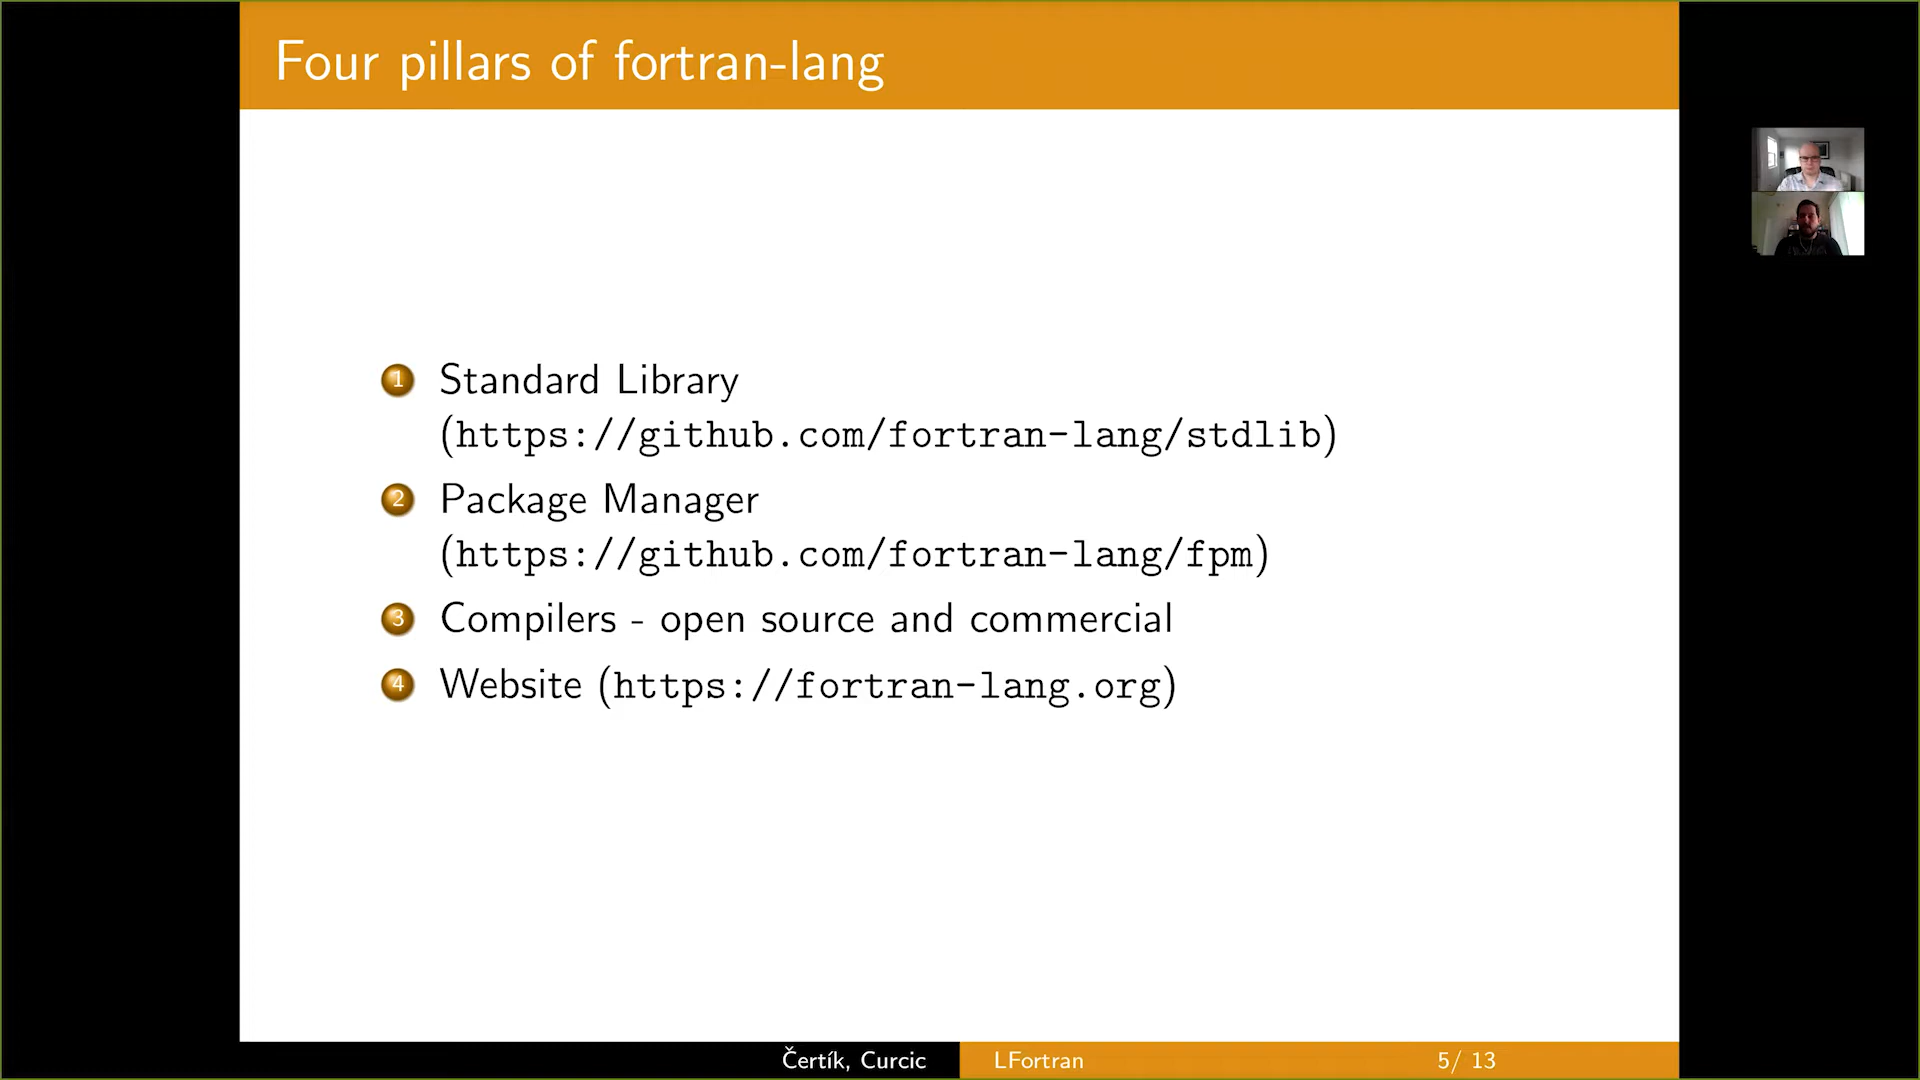 Four pillars of fortran-lang
1 Standard Library
(https://github.com/fortran-lang/stdlib)
2 Package Manager
(https://github.com/fortran-lang/fpm)
3 Compilers - open source and commercial
4 Website (https://fortran-lang.org)
Čertík, Curcic LFortran 5/ 13